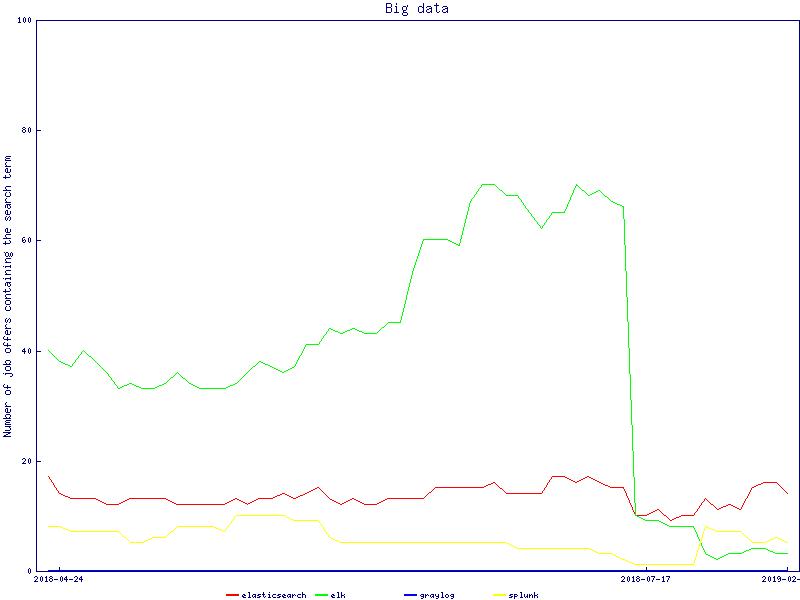 Big data
Number of job offers containing the search term
100
80
60
40
20
0
2018-04-24
2018-07-17
2019-02-
elasticsearch
elk
graylog
splunk